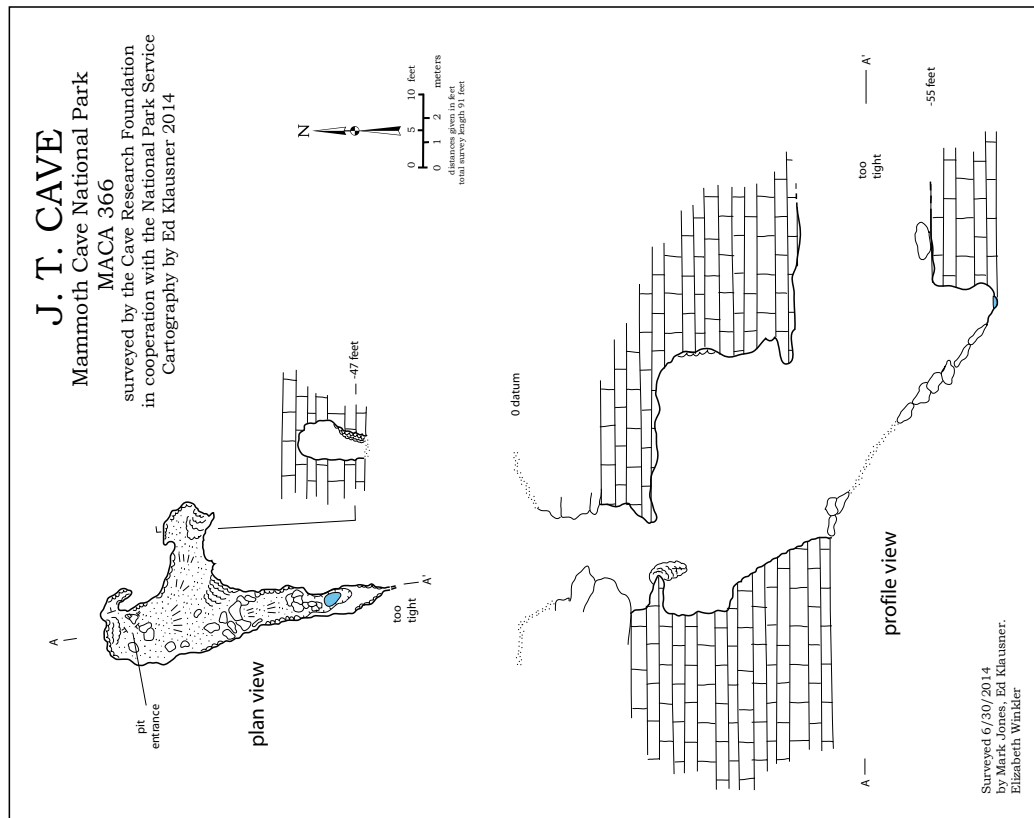 J. T. CAVE
Mammoth Cave National Park
MACA 366
surveyed by the Cave Research Foundation
in cooperation with the National Park Service
Cartography by Ed Klausner 2014
N
0 5 10 feet
0 1 2 meters
distances given in feet
total survey length 91 feet
-47 feet
A
A'
pit
entrance
too
tight
plan view
0 datum
A
A'
too
tight
-55 feet
profile view
Surveyed 6/30/2014
by Mark Jones, Ed Klausner.
Elizabeth Winkler